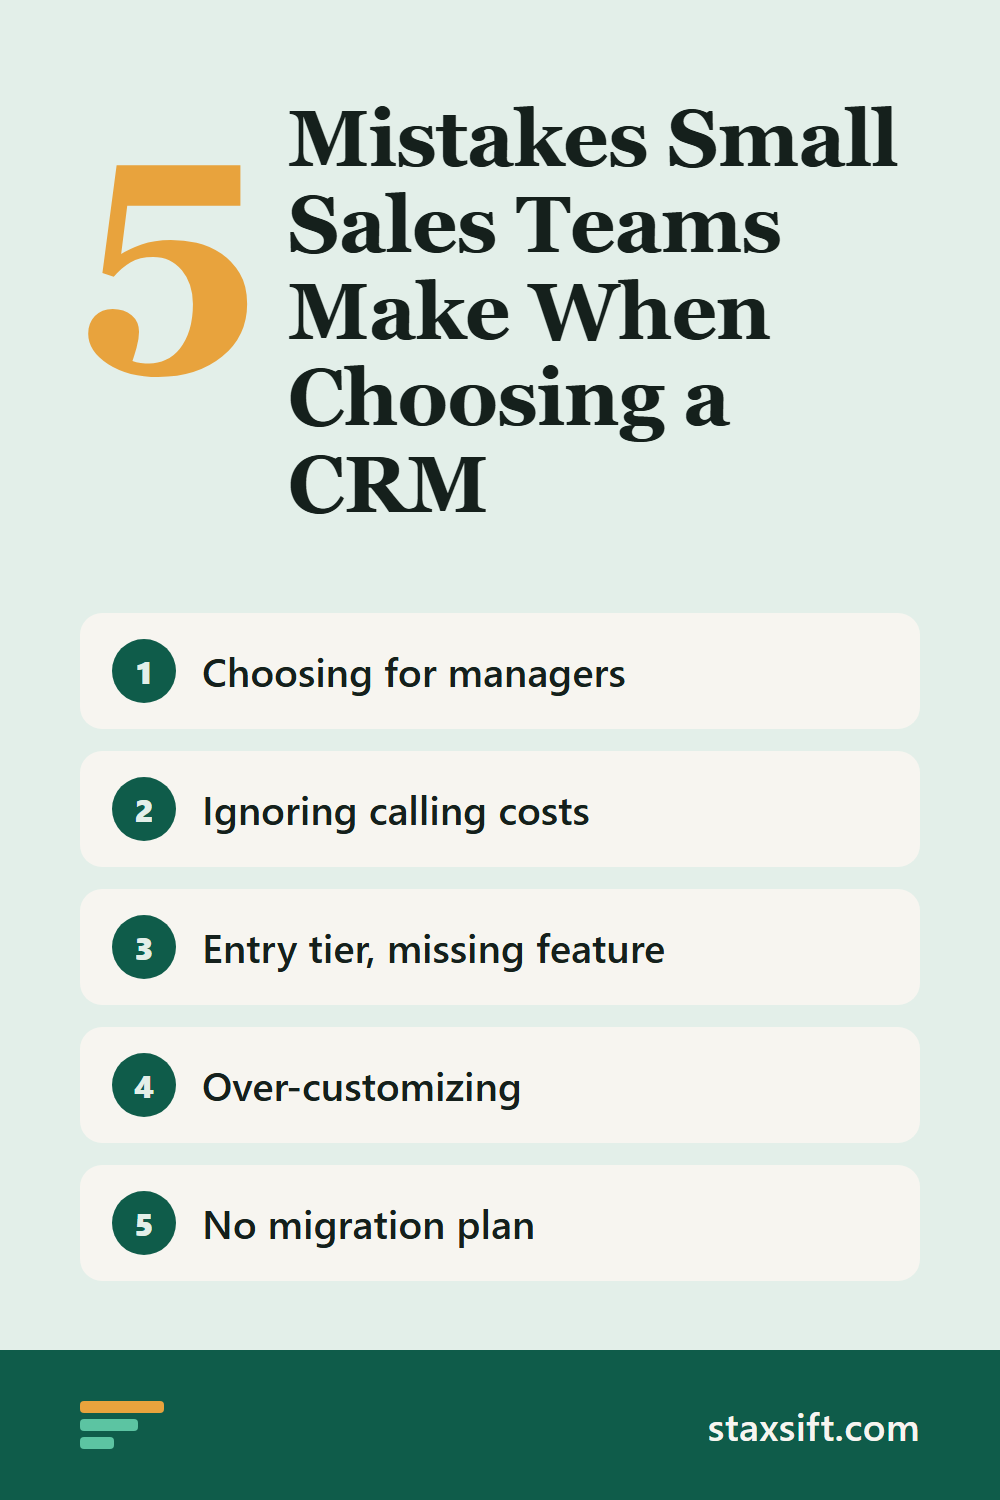 5
Mistakes Small
Sales Teams
Make When
Choosing a
CRM
1 Choosing for managers
2 Ignoring calling costs
3 Entry tier, missing feature
4 Over-customizing
5 No migration plan
staxsift.com